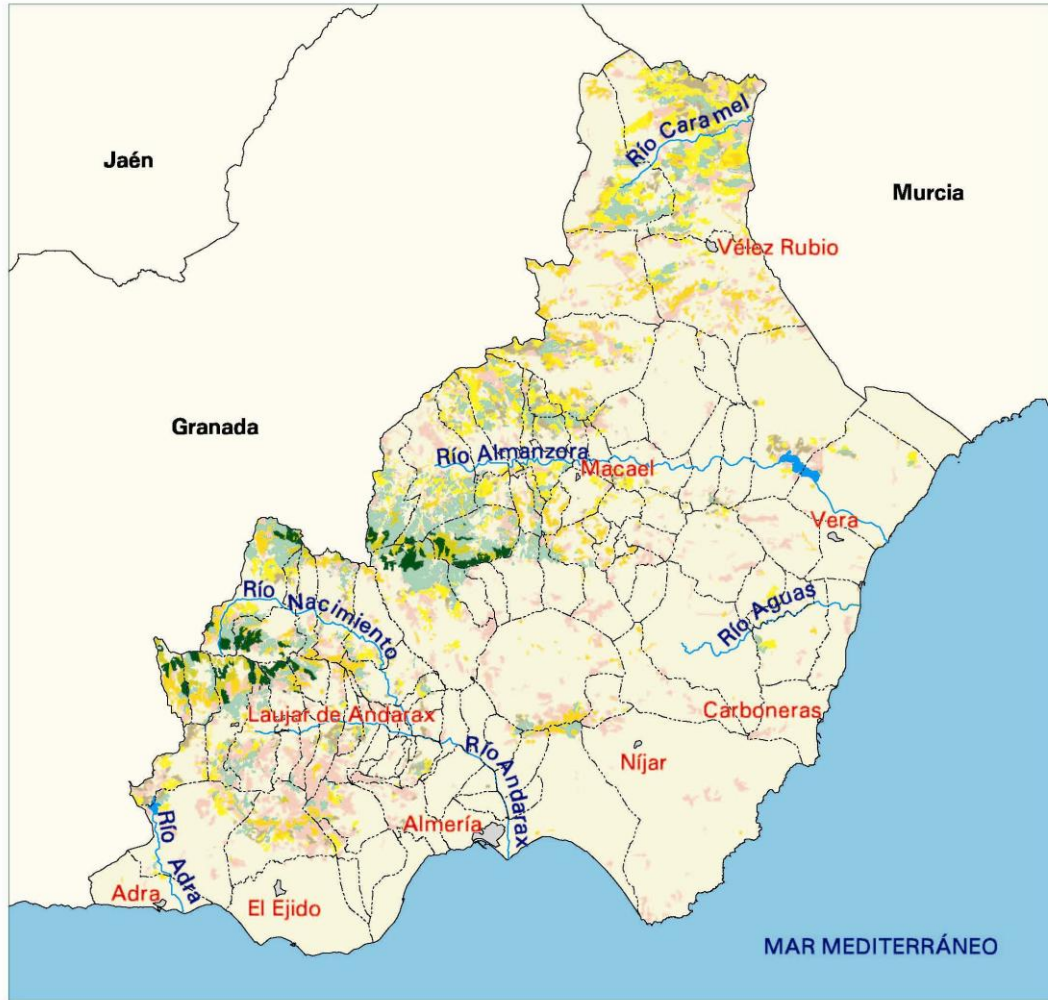 Río Caramel
Jaén
Murcia
Vélez Rubio
Granada
Río Almanzora
Macael
Vera
Río Nacimiento
Río Aguas
Laujar de Andarax
Carboneras
Río Andarax
Níjar
Río Adra
Almería
Adra
El Ejido
MAR MEDITERRÁNEO